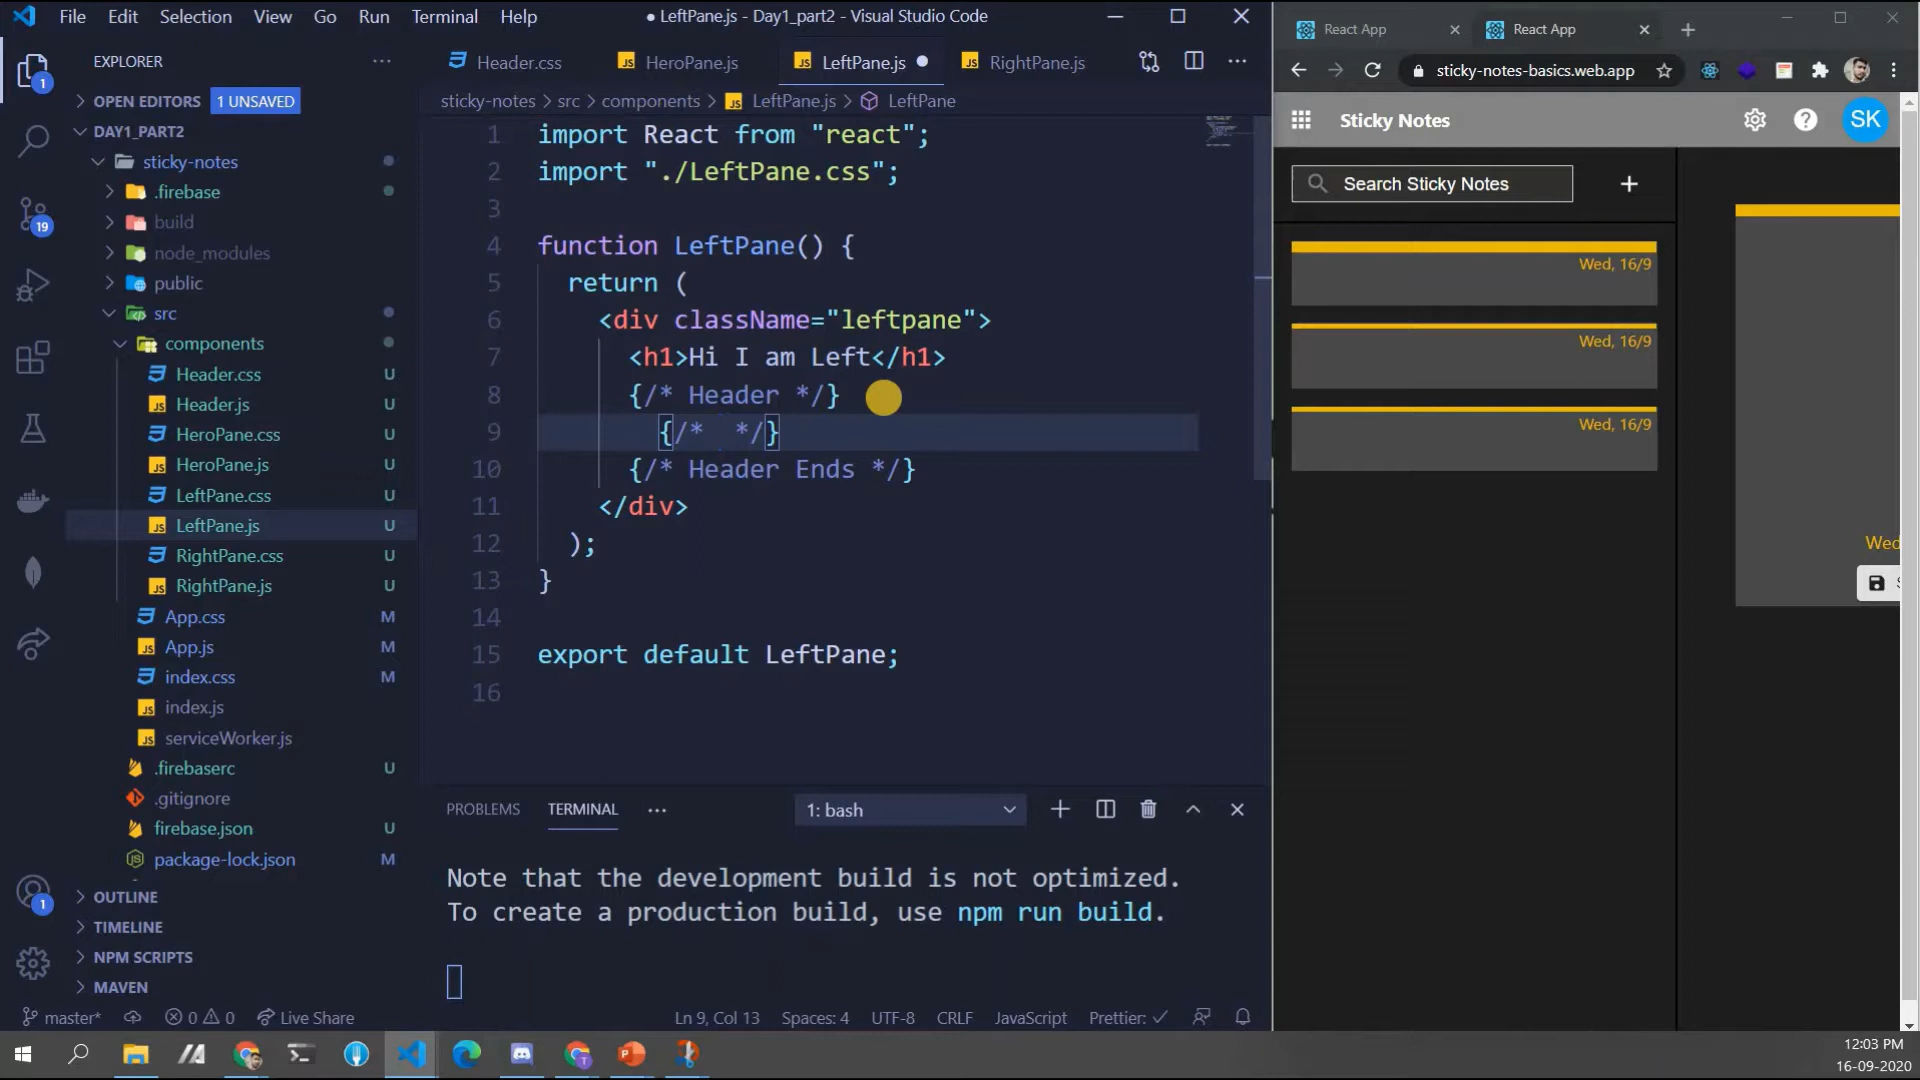 File Edit Selection View Go Run Terminal Help
● LeftPane.js - Day1_part2 - Visual Studio Code
EXPLORER
OPEN EDITORS 1 UNSAVED
DAY1_PART2
sticky-notes
.firebase
build
node_modules
public
src
components
Header.css U
Header.js U
HeroPane.css U
HeroPane.js U
LeftPane.css U
LeftPane.js U
RightPane.css U
RightPane.js U
App.css M
App.js M
index.css M
index.js
serviceWorker.js
.firebaserc U
.gitignore
firebase.json U
package-lock.json M
OUTLINE
TIMELINE
NPM SCRIPTS
MAVEN
1
19
1
Header.css HeroPane.js LeftPane.js ● RightPane.js
sticky-notes > src > components > LeftPane.js > LeftPane
1 import React from "react";
2 import "./LeftPane.css";
3
4 function LeftPane() {
5 return (
6 <div className="leftpane">
7 <h1>Hi I am Left</h1>
8 {/* Header */}
9 {/*  */}
10 {/* Header Ends */}
11 </div>
12 );
13 }
14
15 export default LeftPane;
16
PROBLEMS TERMINAL ··· 1: bash
Note that the development build is not optimized.
To create a production build, use npm run build.
master* 0 0 Live Share Ln 9, Col 13 Spaces: 4 UTF-8 CRLF JavaScript Prettier: ✓
React App React App
sticky-notes-basics.web.app
Sticky Notes SK
Search Sticky Notes +
Wed, 16/9
Wed, 16/9
Wed, 16/9
Wed
12:03 PM
16-09-2020